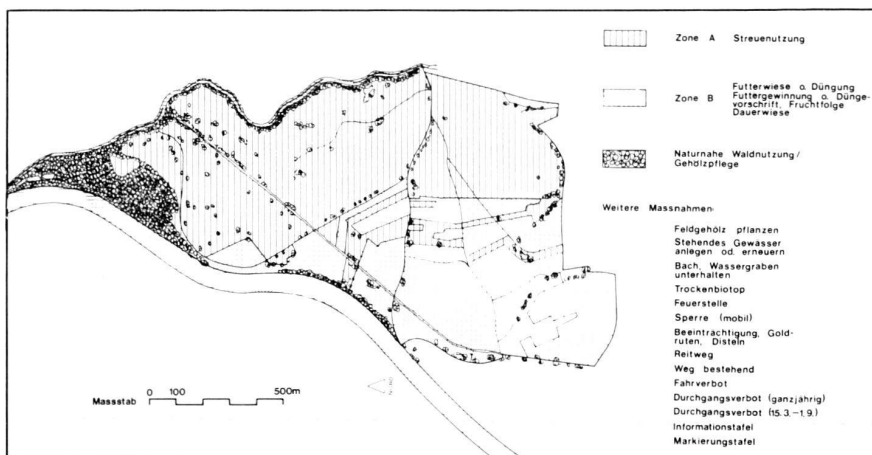 Zone A Streuenutzung
Zone B Futterwiese o. Düngung
Futtergewinnung o. Dünge-
vorschrift, Fruchtfolge
Dauerwiese
Naturnahe Waldnutzung/
Gehölzpflege
Weitere Massnahmen:
Feldgehölz pflanzen
Stehendes Gewässer
anlegen od. erneuern
Bach, Wassergraben
unterhalten
Trockenbiotop
Feuerstelle
Sperre (mobil)
Beeinträchtigung, Gold-
ruten, Disteln
Reitweg
Weg bestehend
Fahrverbot
Durchgangsverbot (ganzjährig)
Durchgangsverbot (15.3.–1.9.)
Informationstafel
Markierungstafel
Massstab 0 100 500m